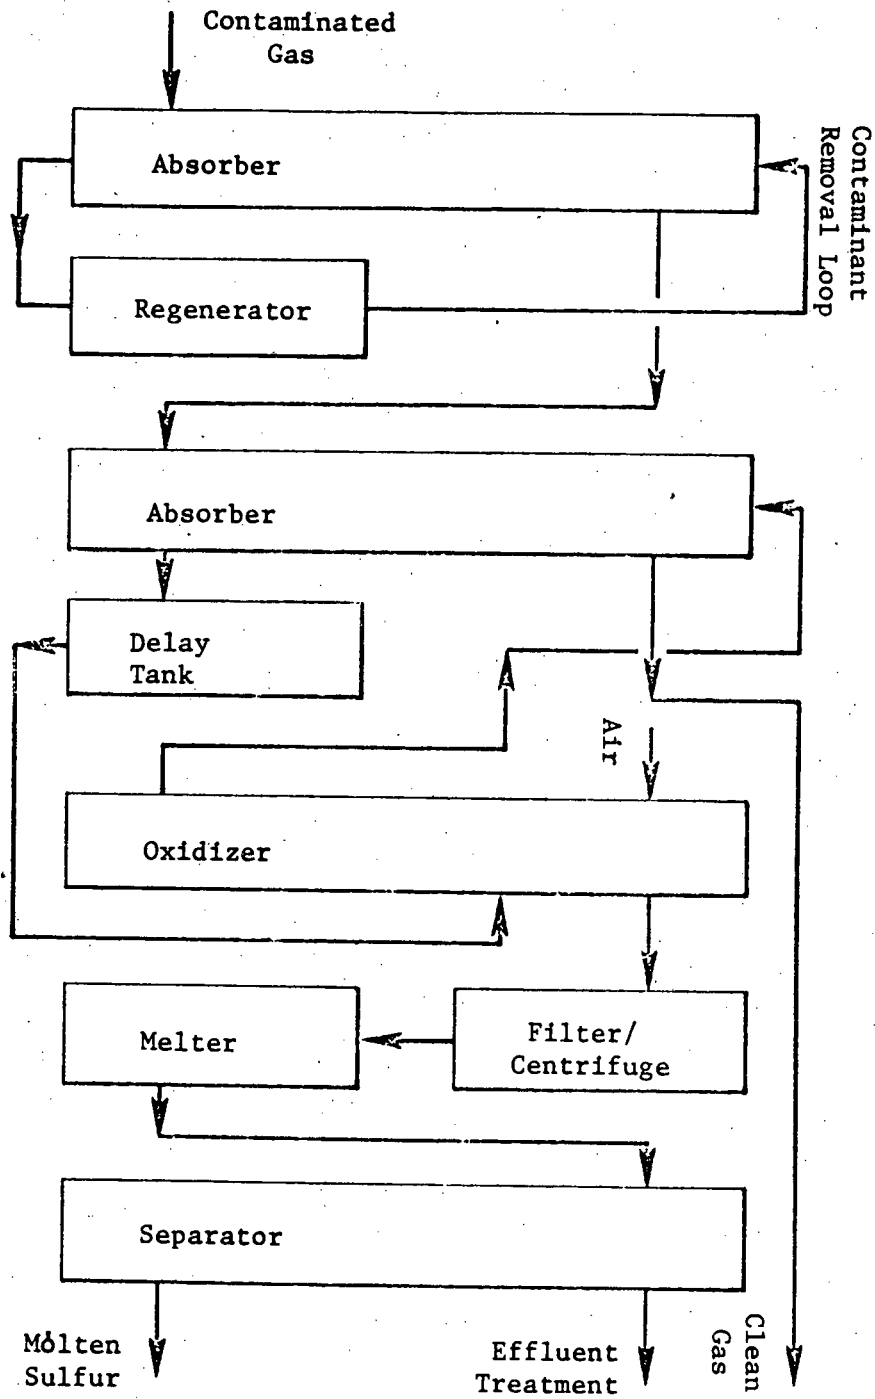 Contaminated
Gas
Absorber
Contaminant
Removal Loop
Regenerator
Absorber
Delay
Tank
Air
Oxidizer
Melter
Filter/
Centrifuge
Separator
Molten
Sulfur
Effluent
Treatment
Clean
Gas